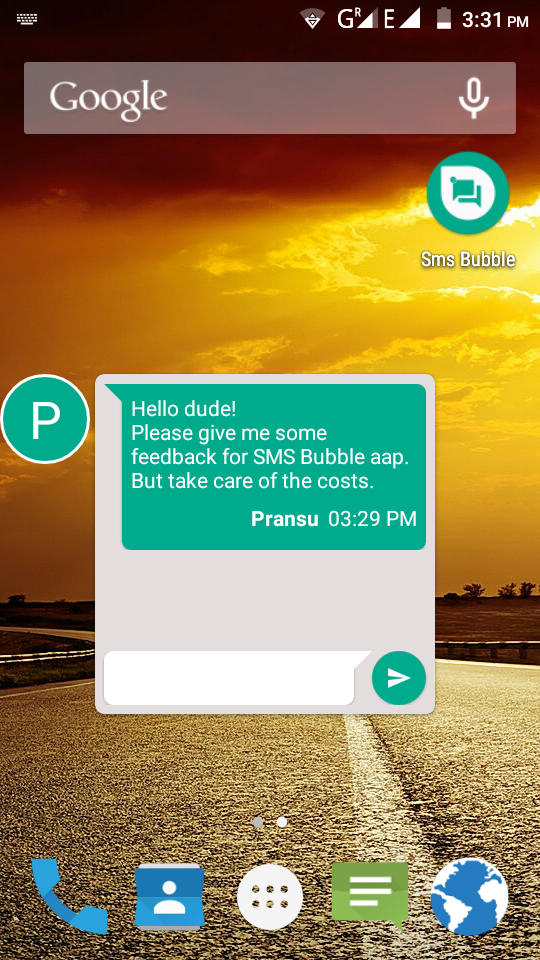 G R E 3:31 PM
Google
Sms Bubble
P
Hello dude!
Please give me some
feedback for SMS Bubble aap.
But take care of the costs.
Pransu 03:29 PM